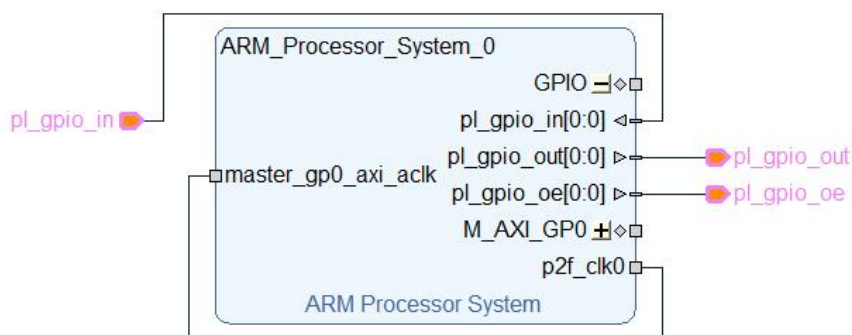 ARM_Processor_System_0
GPIO
pl_gpio_in
pl_gpio_in[0:0]
pl_gpio_out[0:0]
pl_gpio_out
master_gp0_axi_aclk
pl_gpio_oe[0:0]
pl_gpio_oe
M_AXI_GP0
p2f_clk0
ARM Processor System